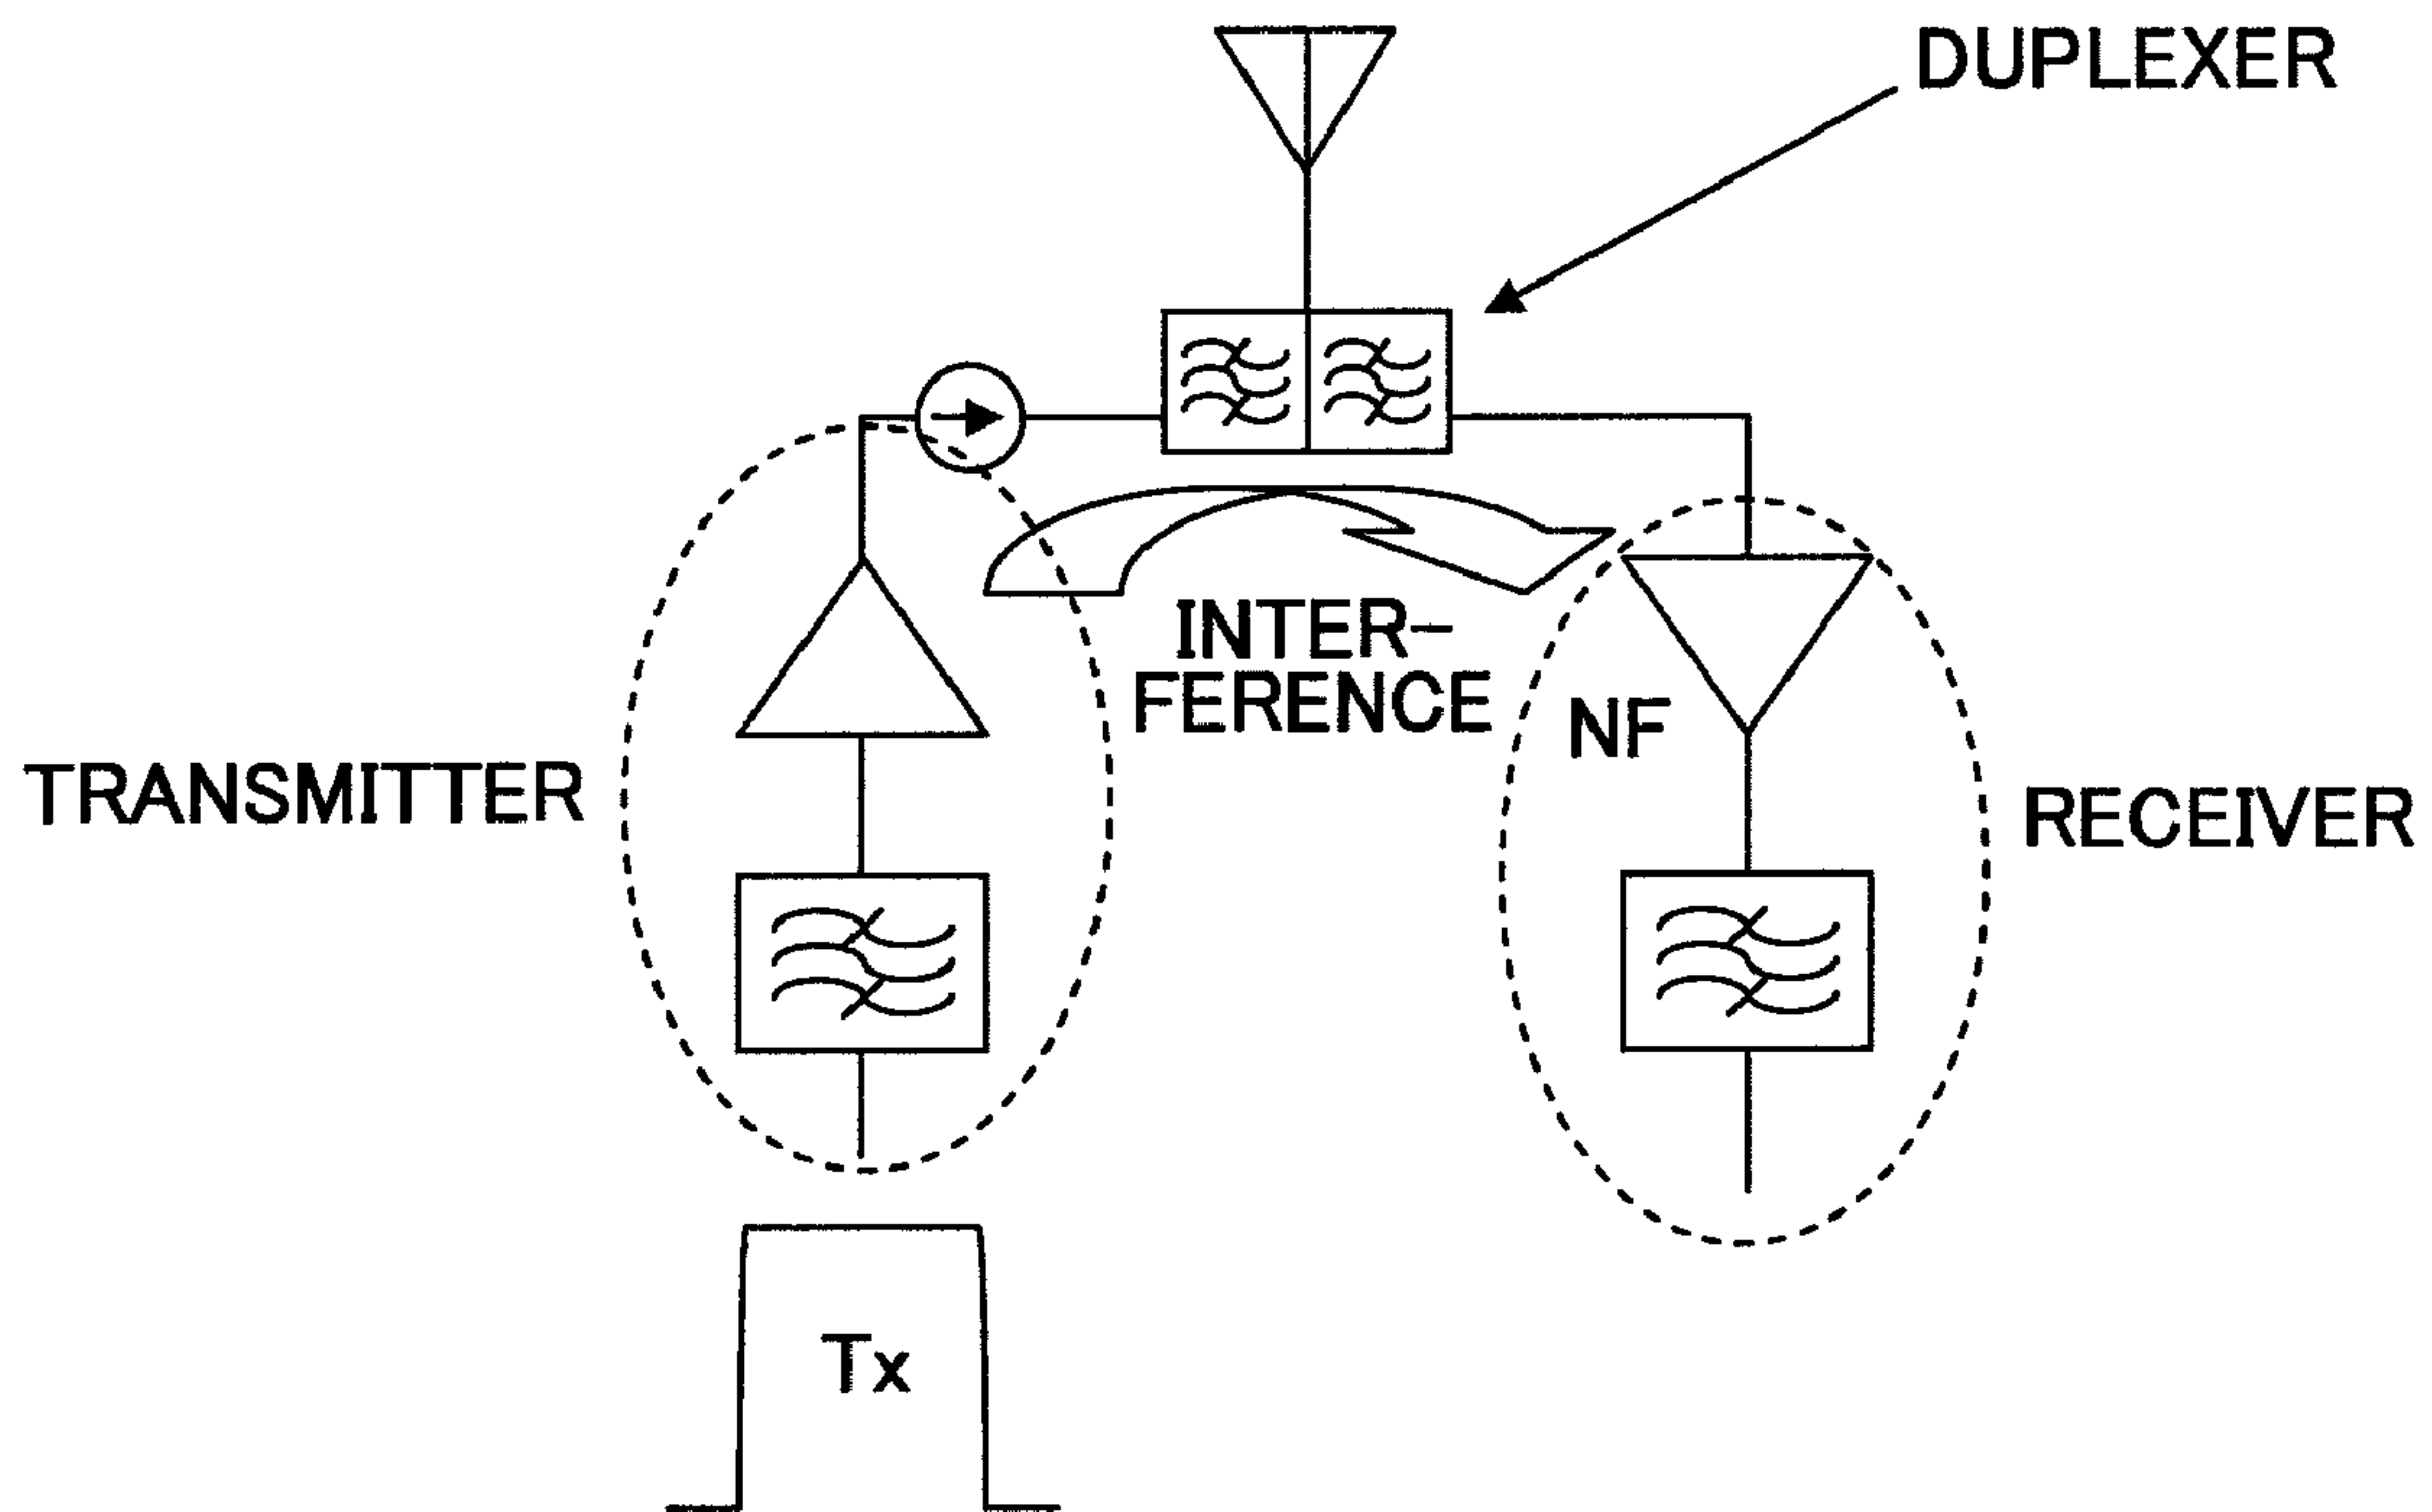 DUPLEXER
INTER-
FERENCE
NF
TRANSMITTER
RECEIVER
Tx